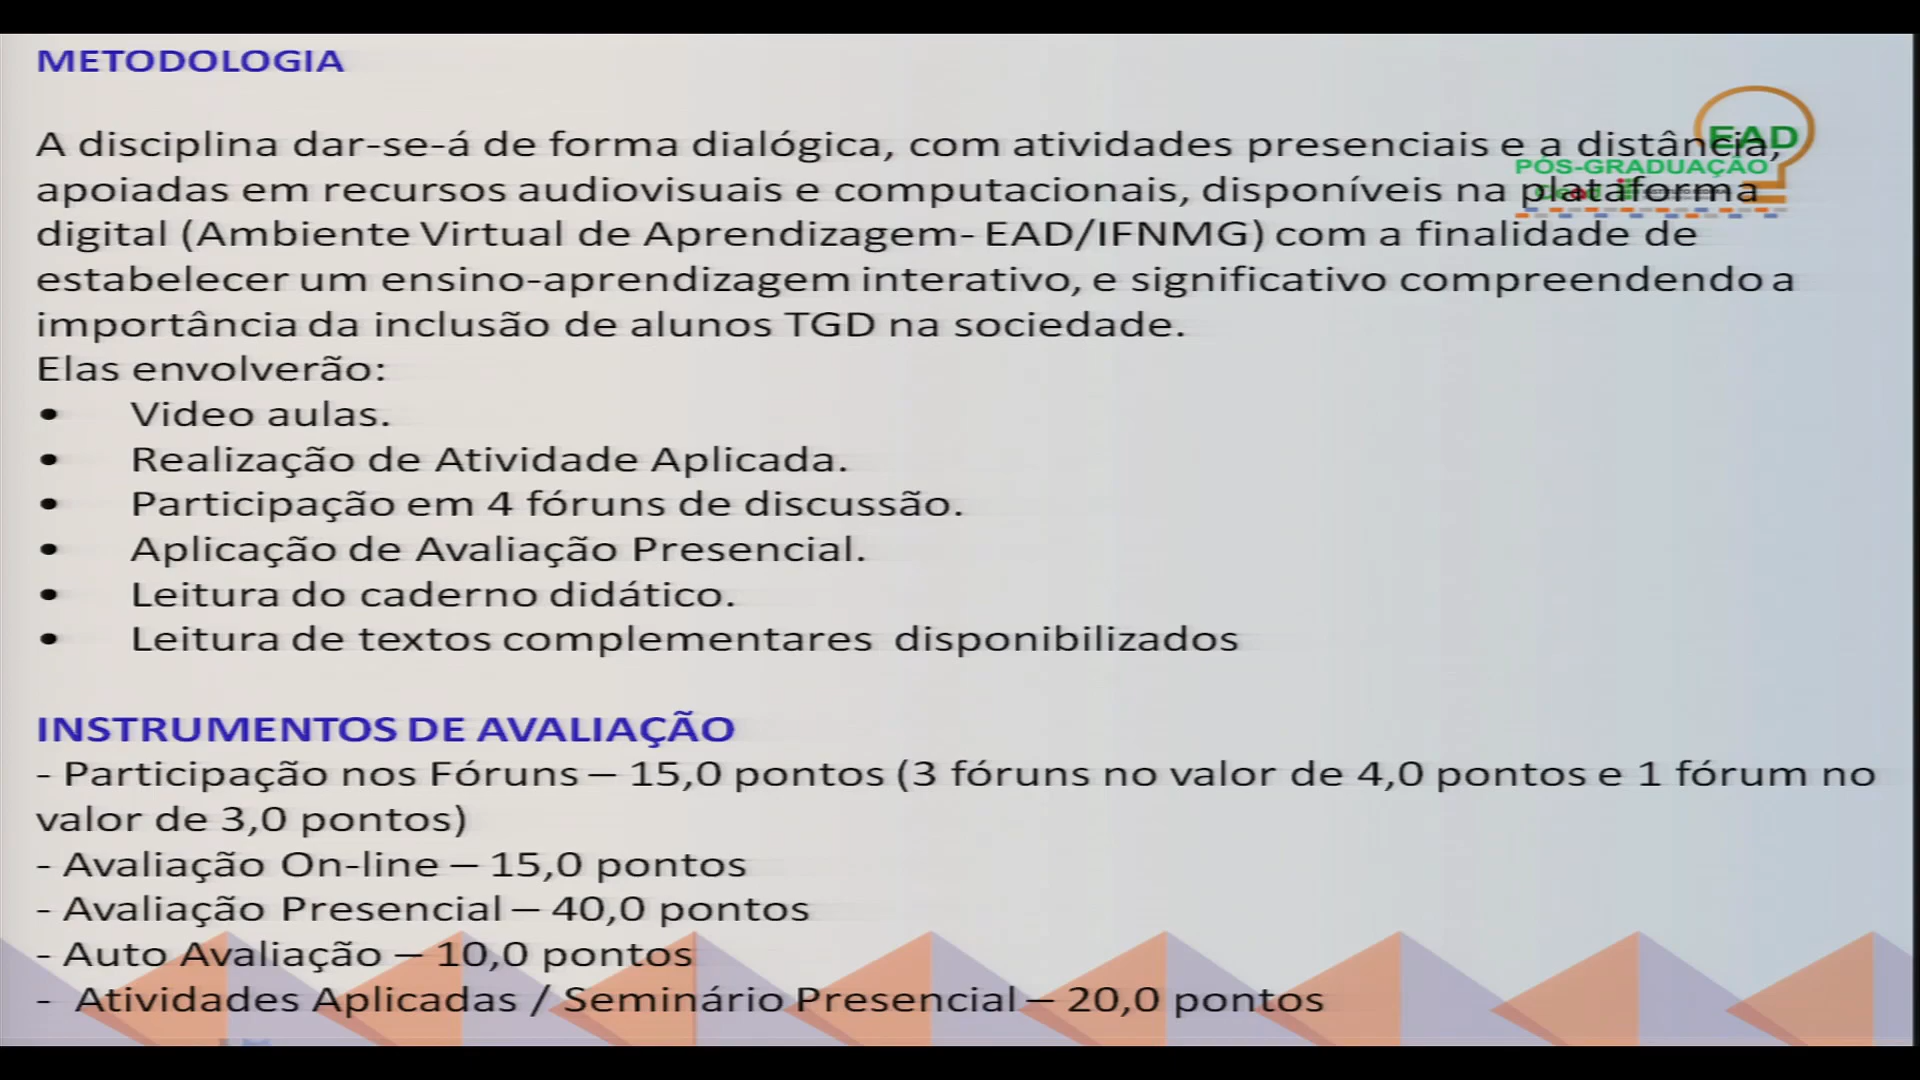 METODOLOGIA
EAD
PÓS-GRADUAÇÃO
A disciplina dar-se-á de forma dialógica, com atividades presenciais e a distância,
apoiadas em recursos audiovisuais e computacionais, disponíveis na plataforma
digital (Ambiente Virtual de Aprendizagem- EAD/IFNMG) com a finalidade de
estabelecer um ensino-aprendizagem interativo, e significativo compreendendo a
importância da inclusão de alunos TGD na sociedade.
Elas envolverão:
• Video aulas.
• Realização de Atividade Aplicada.
• Participação em 4 fóruns de discussão.
• Aplicação de Avaliação Presencial.
• Leitura do caderno didático.
• Leitura de textos complementares disponibilizados
INSTRUMENTOS DE AVALIAÇÃO
- Participação nos Fóruns – 15,0 pontos (3 fóruns no valor de 4,0 pontos e 1 fórum no
valor de 3,0 pontos)
- Avaliação On-line – 15,0 pontos
- Avaliação Presencial – 40,0 pontos
- Auto Avaliação – 10,0 pontos
- Atividades Aplicadas / Seminário Presencial – 20,0 pontos